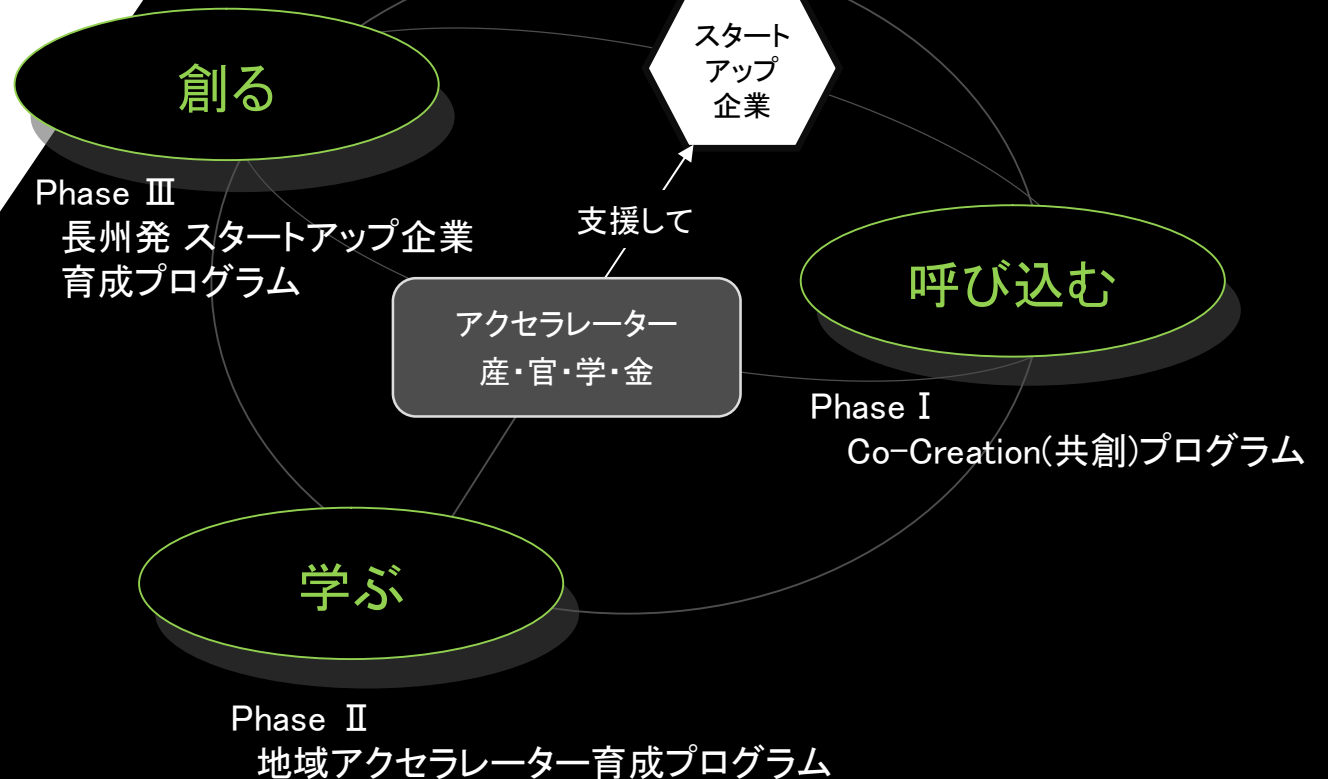 スタート
アップ
企業
創る
Phase Ⅲ
長州発 スタートアップ企業
育成プログラム
支援して
アクセラレーター
産・官・学・金
呼び込む
Phase Ⅰ
Co-Creation(共創)プログラム
学ぶ
Phase Ⅱ
地域アクセラレーター育成プログラム